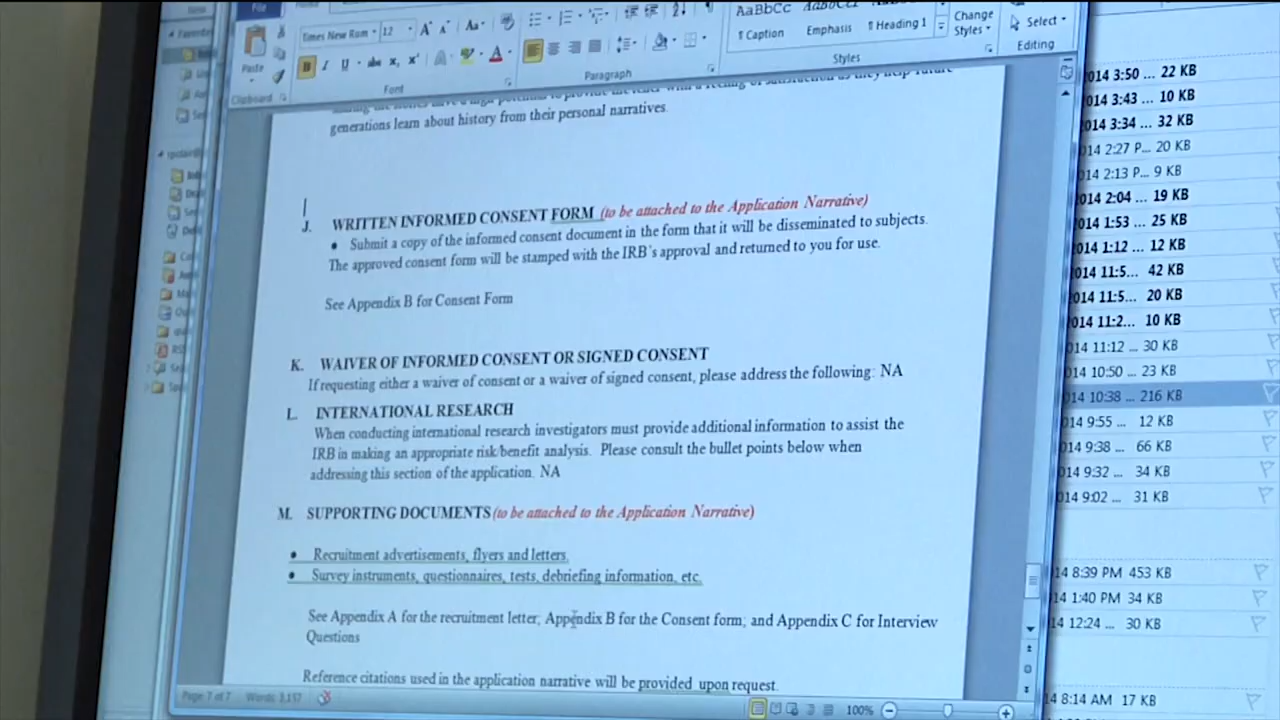 File
Times New Rom 12
Aa
Paste
Clipboard
B I U abc x₂ x²
A
Font
Paragraph
AaBbCc
¶ Caption Emphasis ¶ Heading 1
Change
Styles
Styles
Select
Editing
generations learn about history from their personal narratives.
J. WRITTEN INFORMED CONSENT FORM (to be attached to the Application Narrative)
• Submit a copy of the informed consent document in the form that it will be disseminated to subjects.
The approved consent form will be stamped with the IRB's approval and returned to you for use.
See Appendix B for Consent Form
K. WAIVER OF INFORMED CONSENT OR SIGNED CONSENT
If requesting either a waiver of consent or a waiver of signed consent, please address the following: NA
L. INTERNATIONAL RESEARCH
When conducting international research investigators must provide additional information to assist the
IRB in making an appropriate risk/benefit analysis. Please consult the bullet points below when
addressing this section of the application. NA
M. SUPPORTING DOCUMENTS (to be attached to the Application Narrative)
• Recruitment advertisements, flyers and letters.
• Survey instruments, questionnaires, tests, debriefing information, etc.
See Appendix A for the recruitment letter; Appendix B for the Consent form; and Appendix C for Interview
Questions
Reference citations used in the application narrative will be provided upon request.
Page: 7 of 7 Words: 3,157
100%
014 3:50 ... 22 KB
014 3:43 ... 10 KB
014 3:34 ... 32 KB
014 2:27 P... 20 KB
014 2:13 P... 9 KB
014 2:04 ... 19 KB
014 1:53 ... 25 KB
014 1:12 ... 12 KB
014 11:5... 42 KB
014 11:5... 20 KB
014 11:2... 10 KB
014 11:12 ... 30 KB
014 10:50 ... 23 KB
014 10:38 ... 216 KB
014 9:55 ... 12 KB
014 9:38 ... 66 KB
014 9:32 ... 34 KB
014 9:02 ... 31 KB
14 8:39 PM 453 KB
14 1:40 PM 34 KB
14 12:24 ... 30 KB
4 8:14 AM 17 KB